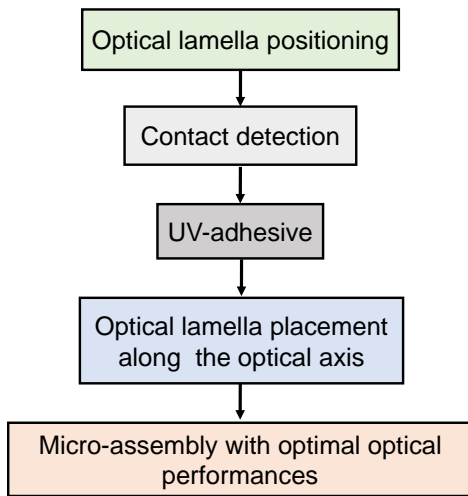 Optical lamella positioning
Contact detection
UV-adhesive
Optical lamella placement
along the optical axis
Micro-assembly with optimal optical
performances